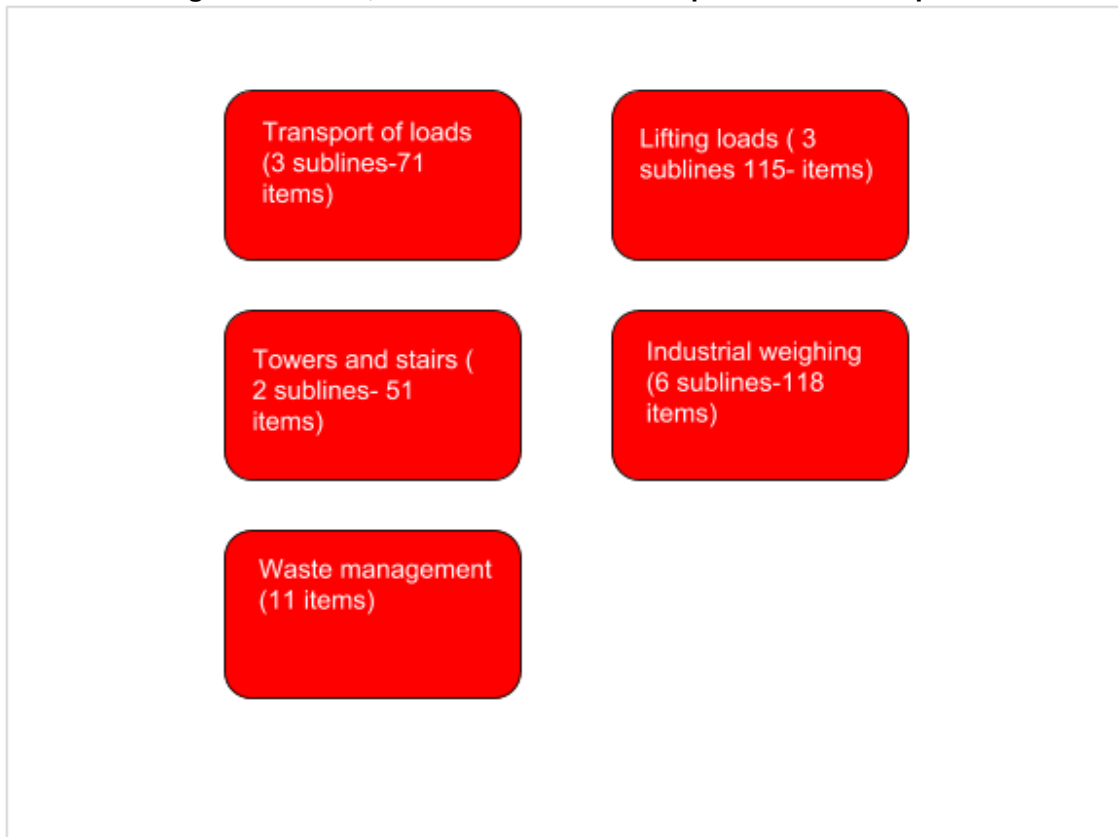 Transport of loads
(3 sublines-71
items)
Lifting loads ( 3
sublines 115- items)
Towers and stairs (
2 sublines- 51
items)
Industrial weighing
(6 sublines-118
items)
Waste management
(11 items)